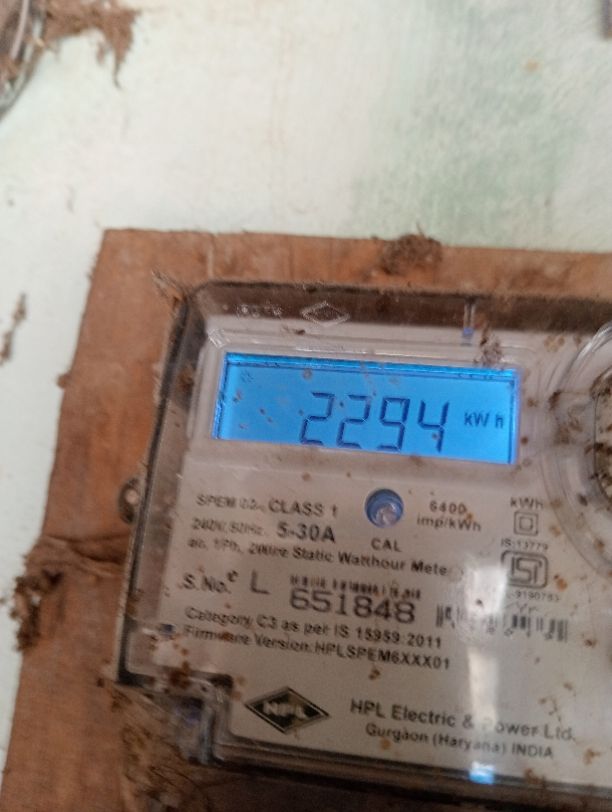 2294 kWh
SPEM 02- CLASS 1
6400
imp/kWh
kWh
240V, 50Hz, 5-30A
CAL
ac, 1Ph, 2Wire Static Watthour Meter
IS:13779
S.No. L 651848
Category C3 as per IS 15959:2011
Firmware Version:HPLSPEM6XXX01
HPL
HPL Electric & Power Ltd.
Gurgaon (Haryana) INDIA